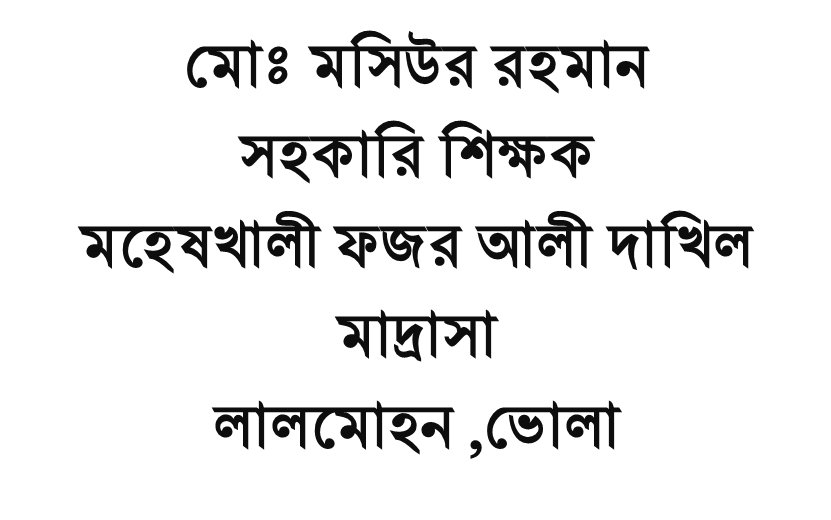 মোঃ মসিউর রহমান
সহকারি শিক্ষক
মহেষখালী ফজর আলী দাখিল
মাদ্রাসা
লালমোহন ,ভোলা